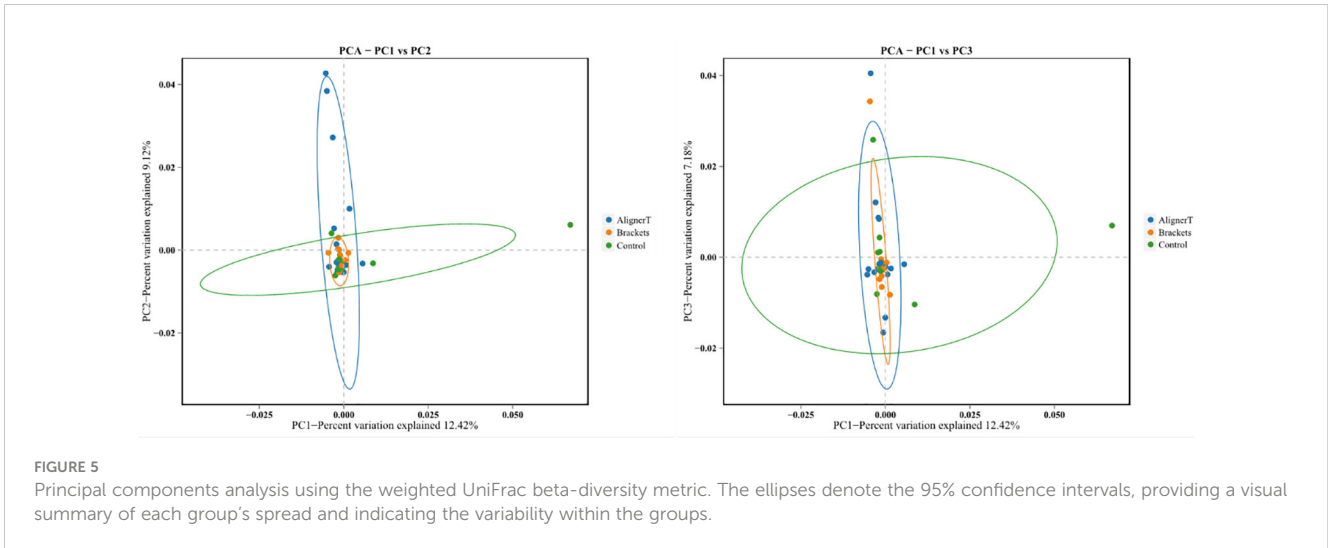 PCA − PC1 vs PC2
0.04
0.02
0.00
−0.02
PC2−Percent variation explained 9.12%
−0.025
0.000
0.025
0.050
PC1−Percent variation explained 12.42%
AlignerT
Brackets
Control
PCA − PC1 vs PC3
0.04
0.02
0.00
−0.02
PC3−Percent variation explained 7.18%
−0.025
0.000
0.025
0.050
PC1−Percent variation explained 12.42%
AlignerT
Brackets
Control
FIGURE 5
Principal components analysis using the weighted UniFrac beta-diversity metric. The ellipses denote the 95% confidence intervals, providing a visual
summary of each group's spread and indicating the variability within the groups.